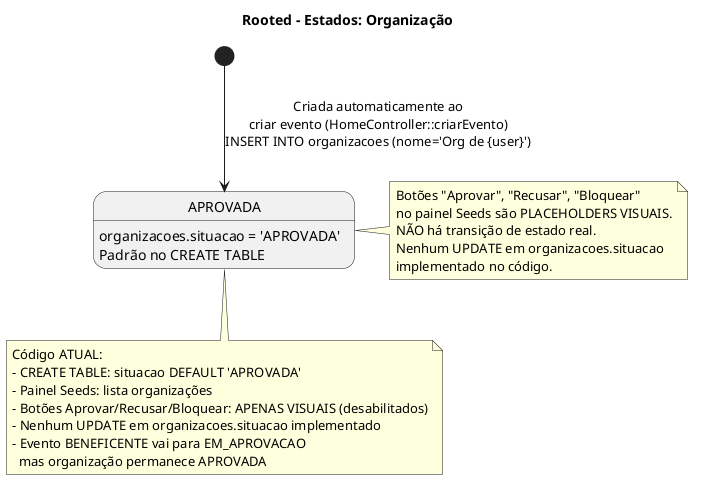 Rooted - Estados: Organização
Criada automaticamente ao
criar evento (HomeController::criarEvento)
INSERT INTO organizacoes (nome='Org de {user}')
APROVADA
organizacoes.situacao = 'APROVADA'
Padrão no CREATE TABLE
Botões "Aprovar", "Recusar", "Bloquear"
no painel Seeds são PLACEHOLDERS VISUAIS.
NÃO há transição de estado real.
Nenhum UPDATE em organizacoes.situacao
implementado no código.
Código ATUAL:
- CREATE TABLE: situacao DEFAULT 'APROVADA'
- Painel Seeds: lista organizações
- Botões Aprovar/Recusar/Bloquear: APENAS VISUAIS (desabilitados)
- Nenhum UPDATE em organizacoes.situacao implementado
- Evento BENEFICENTE vai para EM_APROVACAO
mas organização permanece APROVADA